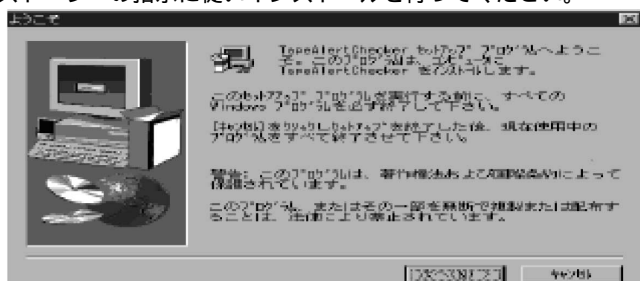 ストーラーの指示に従いインストールを行ってください。
ようこそ
TapeAlertChecker ｾｯﾄｱｯﾌﾟ ﾌﾟﾛｸﾞﾗﾑへようこ
そ。このﾌﾟﾛｸﾞﾗﾑは、ｺﾝﾋﾟｭｰﾀに
TapeAlertChecker をｲﾝｽﾄｰﾙします。
このｾｯﾄｱｯﾌﾟ ﾌﾟﾛｸﾞﾗﾑを実行する前に、すべての
Windows ﾌﾟﾛｸﾞﾗﾑを必ず終了して下さい。
[ｷｬﾝｾﾙ]をｸﾘｯｸしｾｯﾄｱｯﾌﾟを終了した後、現在使用中の
ﾌﾟﾛｸﾞﾗﾑをすべて終了させて下さい。
警告: このﾌﾟﾛｸﾞﾗﾑは、著作権法および国際条約によって
保護されています。
このﾌﾟﾛｸﾞﾗﾑ、またはその一部を無断で複製または配布す
ることは、法律により禁止されています。
ｷｬﾝｾﾙ